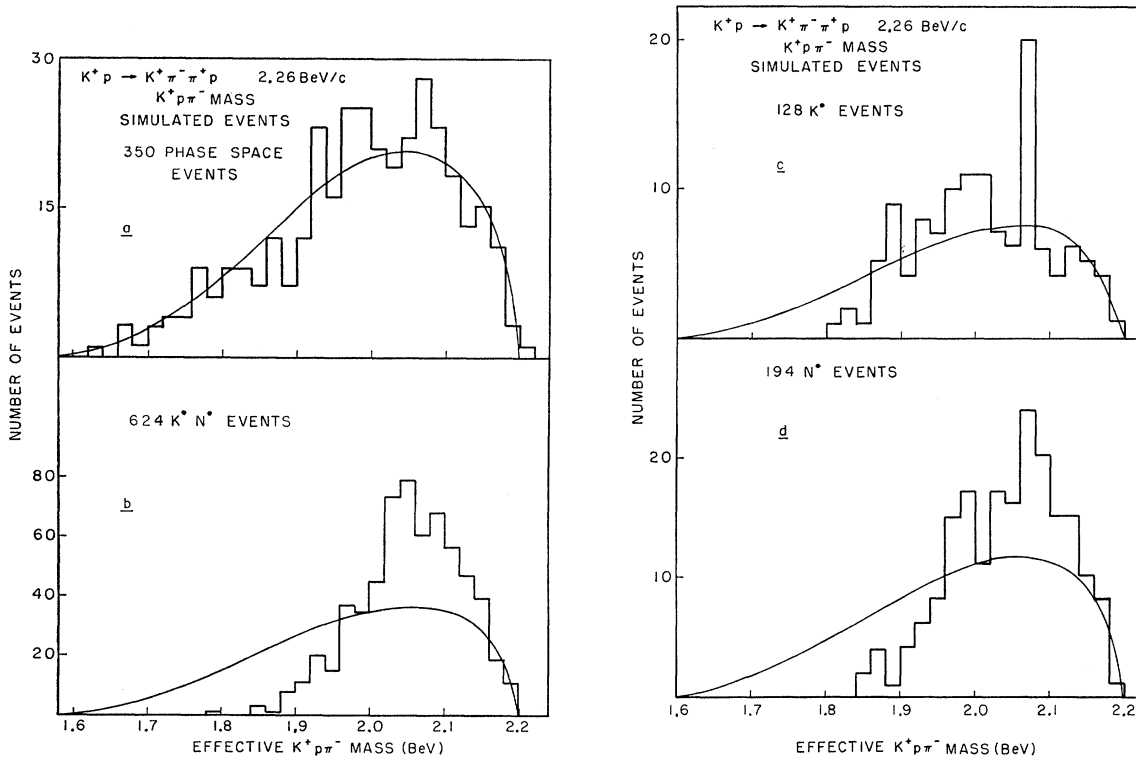 K⁺p → K⁺π⁻π⁺p 2.26 BeV/c
K⁺pπ⁻ MASS
SIMULATED EVENTS
350 PHASE SPACE
EVENTS
a
30
15
NUMBER OF EVENTS
624 K* N* EVENTS
b
80
60
40
20
1.6 1.7 1.8 1.9 2.0 2.1 2.2
EFFECTIVE K⁺pπ⁻ MASS (BeV)
K⁺p → K⁺π⁻π⁺p 2.26 BeV/c
K⁺pπ⁻ MASS
SIMULATED EVENTS
128 K* EVENTS
c
20
10
NUMBER OF EVENTS
194 N* EVENTS
d
20
10
1.6 1.7 1.8 1.9 2.0 2.1 2.2
EFFECTIVE K⁺pπ⁻ MASS (BeV)